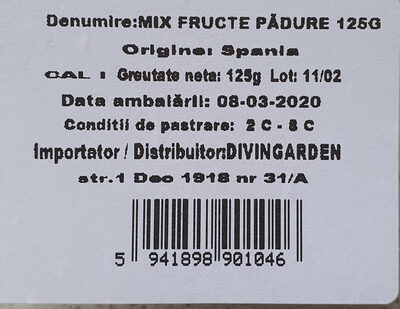 Denumire:MIX FRUCTE PĂDURE 125G
Origine: Spania
CAL I Greutate neta: 125g Lot: 11/02
Data ambalării: 08-03-2020
Conditii de pastrare: 2 C - 8 C
Importator / Distribuitor:DIVINGARDEN
str.1 Dec 1918 nr 31/A
5 941898 901046